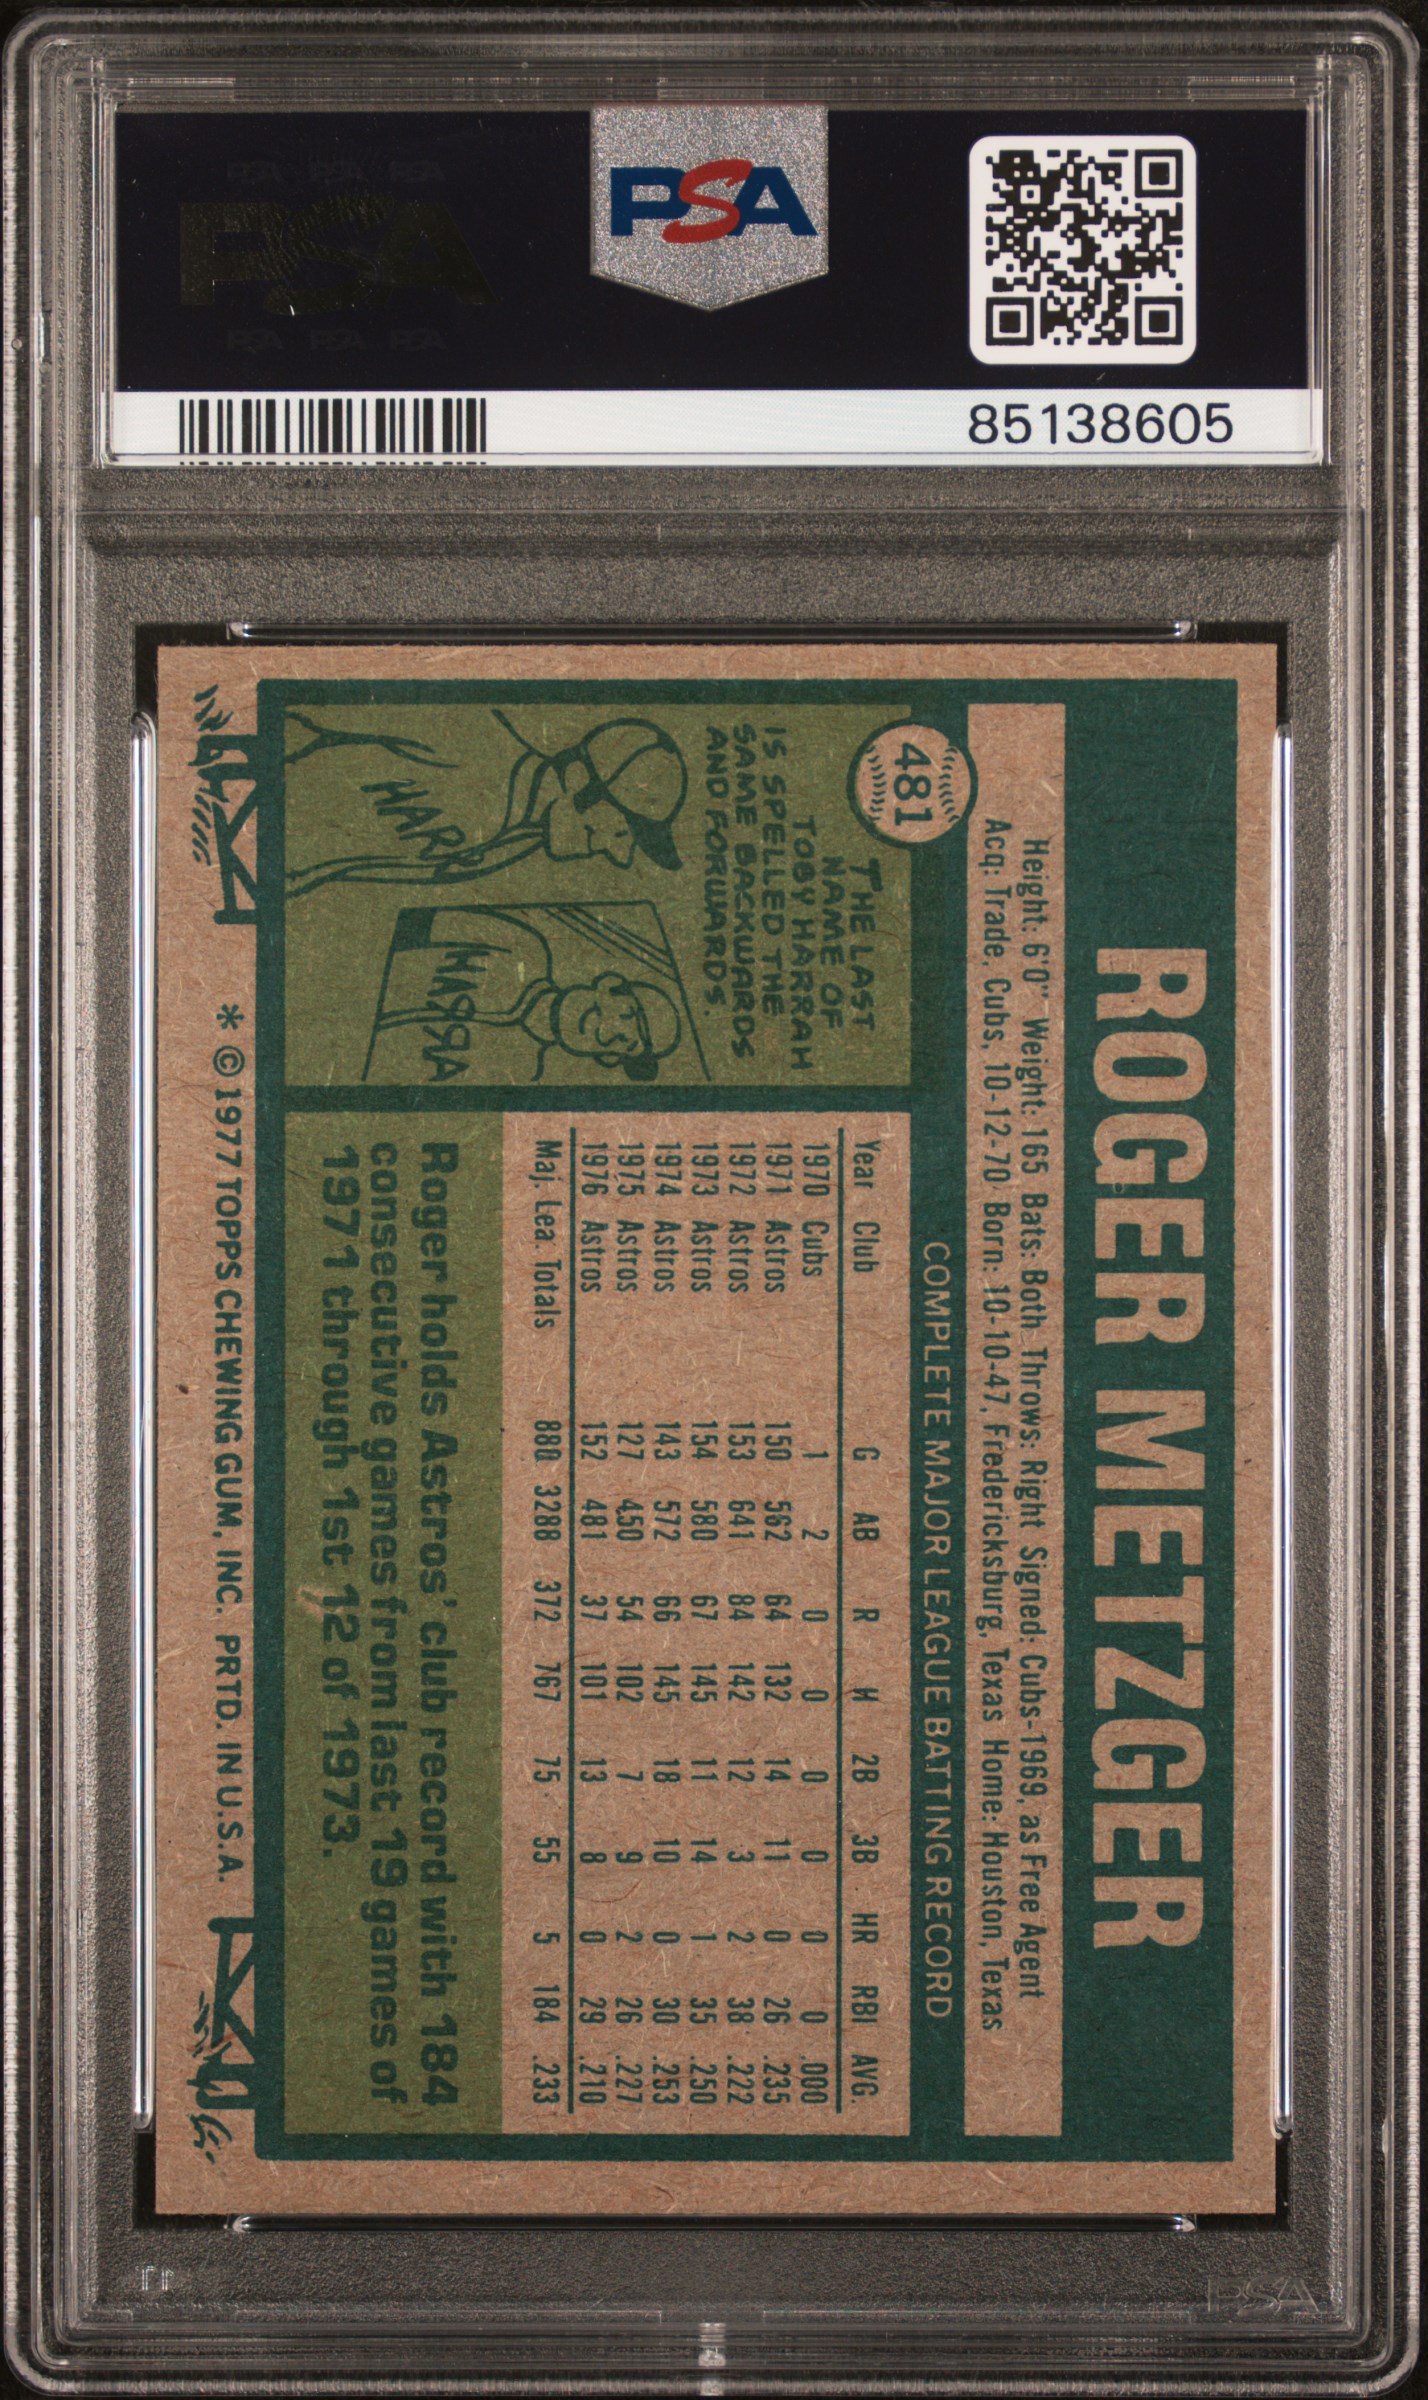 PSA PSA PSA
PSA
PSA PSA PSA
PSA
85138605
ROGER METZGER
Height: 6'0" Weight: 165 Bats: Both Throws: Right Signed: Cubs-1969, as Free Agent
Acq: Trade, Cubs, 10-12-70 Born: 10-10-47, Fredericksburg, Texas Home: Houston, Texas
481
THE LAST
NAME OF
TOBY HARRAH
IS SPELLED THE
SAME BACKWARDS
AND FORWARDS.
HARR
HARRA
COMPLETE MAJOR LEAGUE BATTING RECORD
Year Club G AB R H 2B 3B HR RBI AVG.
1970 Cubs 1 2 0 0 0 0 0 0 .000
1971 Astros 150 562 64 132 14 11 0 26 .235
1972 Astros 153 641 84 142 12 3 2 38 .222
1973 Astros 154 580 67 145 11 14 1 35 .250
1974 Astros 143 572 66 145 18 10 0 30 .253
1975 Astros 127 450 54 102 7 9 2 26 .227
1976 Astros 152 481 37 101 13 8 0 29 .210
Maj. Lea. Totals 880 3288 372 767 75 55 5 184 .233
Roger holds Astros' club record with 184
consecutive games from last 19 games of
1971 through 1st 12 of 1973.
* © 1977 TOPPS CHEWING GUM, INC. PRTD. IN U.S.A.
PSA